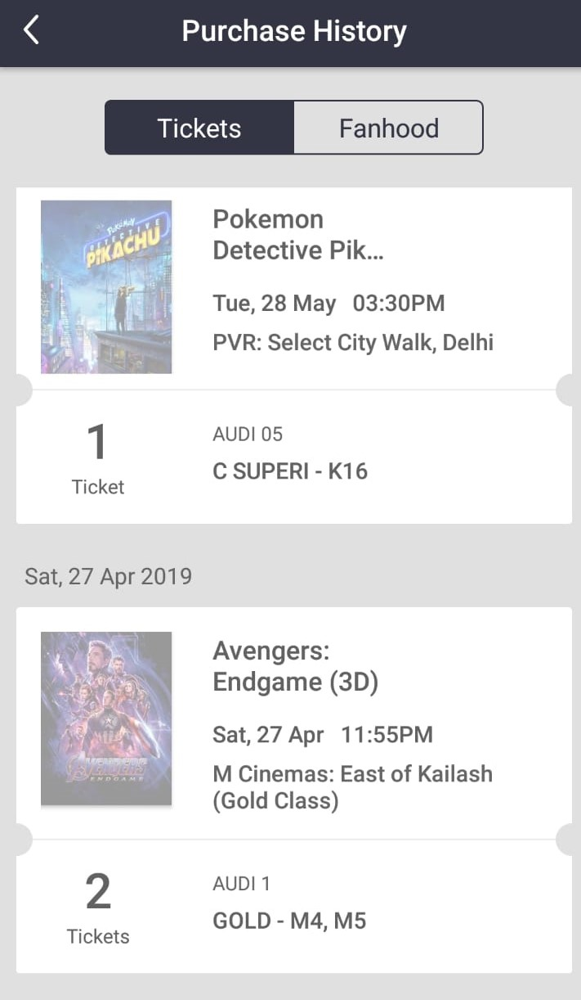 Purchase History
Tickets
Fanhood
POKÉMON
DETECTIVE
PIKACHU
Pokemon
Detective Pik...
Tue, 28 May 03:30PM
PVR: Select City Walk, Delhi
1
Ticket
AUDI 05
C SUPERI - K16
Sat, 27 Apr 2019
AVENGERS
ENDGAME
Avengers:
Endgame (3D)
Sat, 27 Apr 11:55PM
M Cinemas: East of Kailash
(Gold Class)
2
Tickets
AUDI 1
GOLD - M4, M5